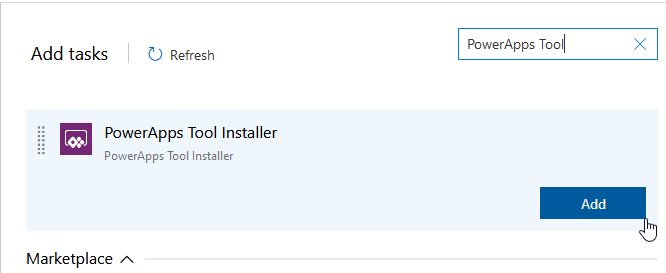 PowerApps Tool
Add tasks
Refresh
PowerApps Tool Installer
PowerApps Tool Installer
Add
Marketplace